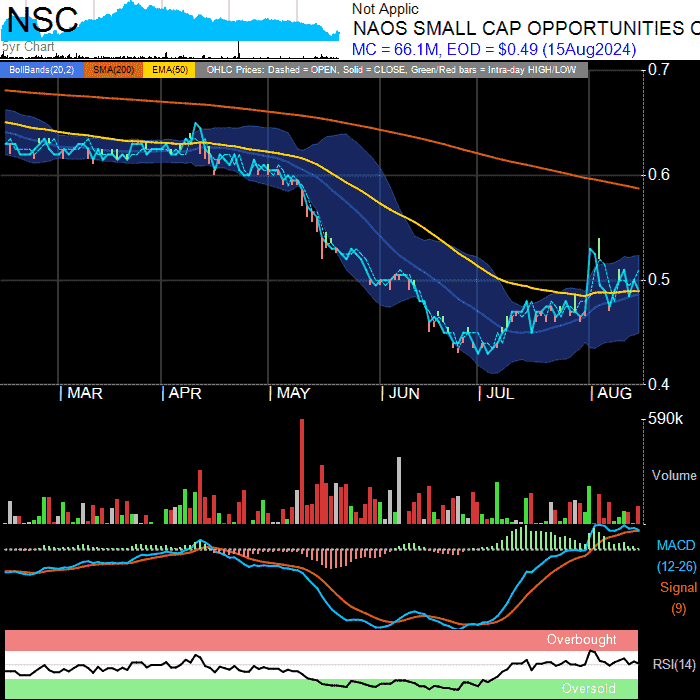 NSC
Not Applic
NAOS SMALL CAP OPPORTUNITIES C
5yr Chart
MC = 66.1M, EOD = $0.49 (15Aug2024)
BollBands(20,2) SMA(200) EMA(50) OHLC Prices: Dashed = OPEN, Solid = CLOSE, Green/Red bars = Intra-day HIGH/LOW
0.7
0.6
0.5
0.4
MAR APR MAY JUN JUL AUG
590k
Volume
MACD
(12-26)
Signal
(9)
Overbought
RSI(14)
Oversold